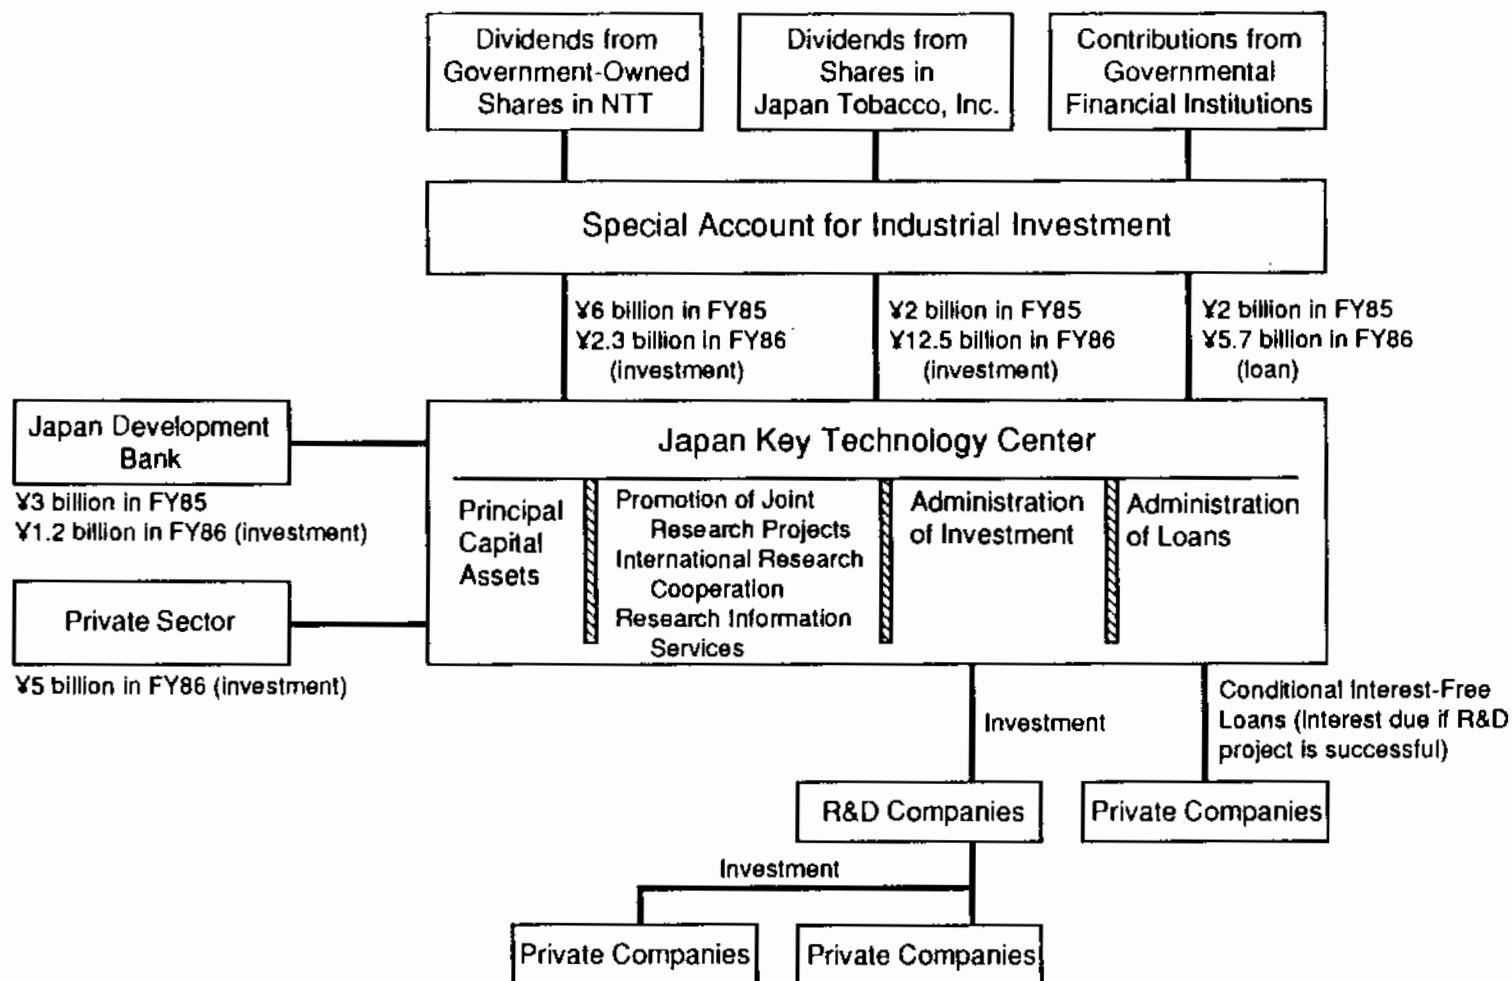 Dividends from
Government-Owned
Shares in NTT
Dividends from
Shares in
Japan Tobacco, Inc.
Contributions from
Governmental
Financial Institutions
Special Account for Industrial Investment
¥6 billion in FY85
¥2.3 billion in FY86
(investment)
¥2 billion in FY85
¥12.5 billion in FY86
(investment)
¥2 billion in FY85
¥5.7 billion in FY86
(loan)
Japan Development
Bank
¥3 billion in FY85
¥1.2 billion in FY86 (investment)
Private Sector
¥5 billion in FY86 (investment)
Japan Key Technology Center
Principal
Capital
Assets
Promotion of Joint
Research Projects
International Research
Cooperation
Research Information
Services
Administration
of Investment
Administration
of Loans
Investment
Conditional Interest-Free
Loans (Interest due if R&D
project is successful)
R&D Companies
Private Companies
Investment
Private Companies
Private Companies